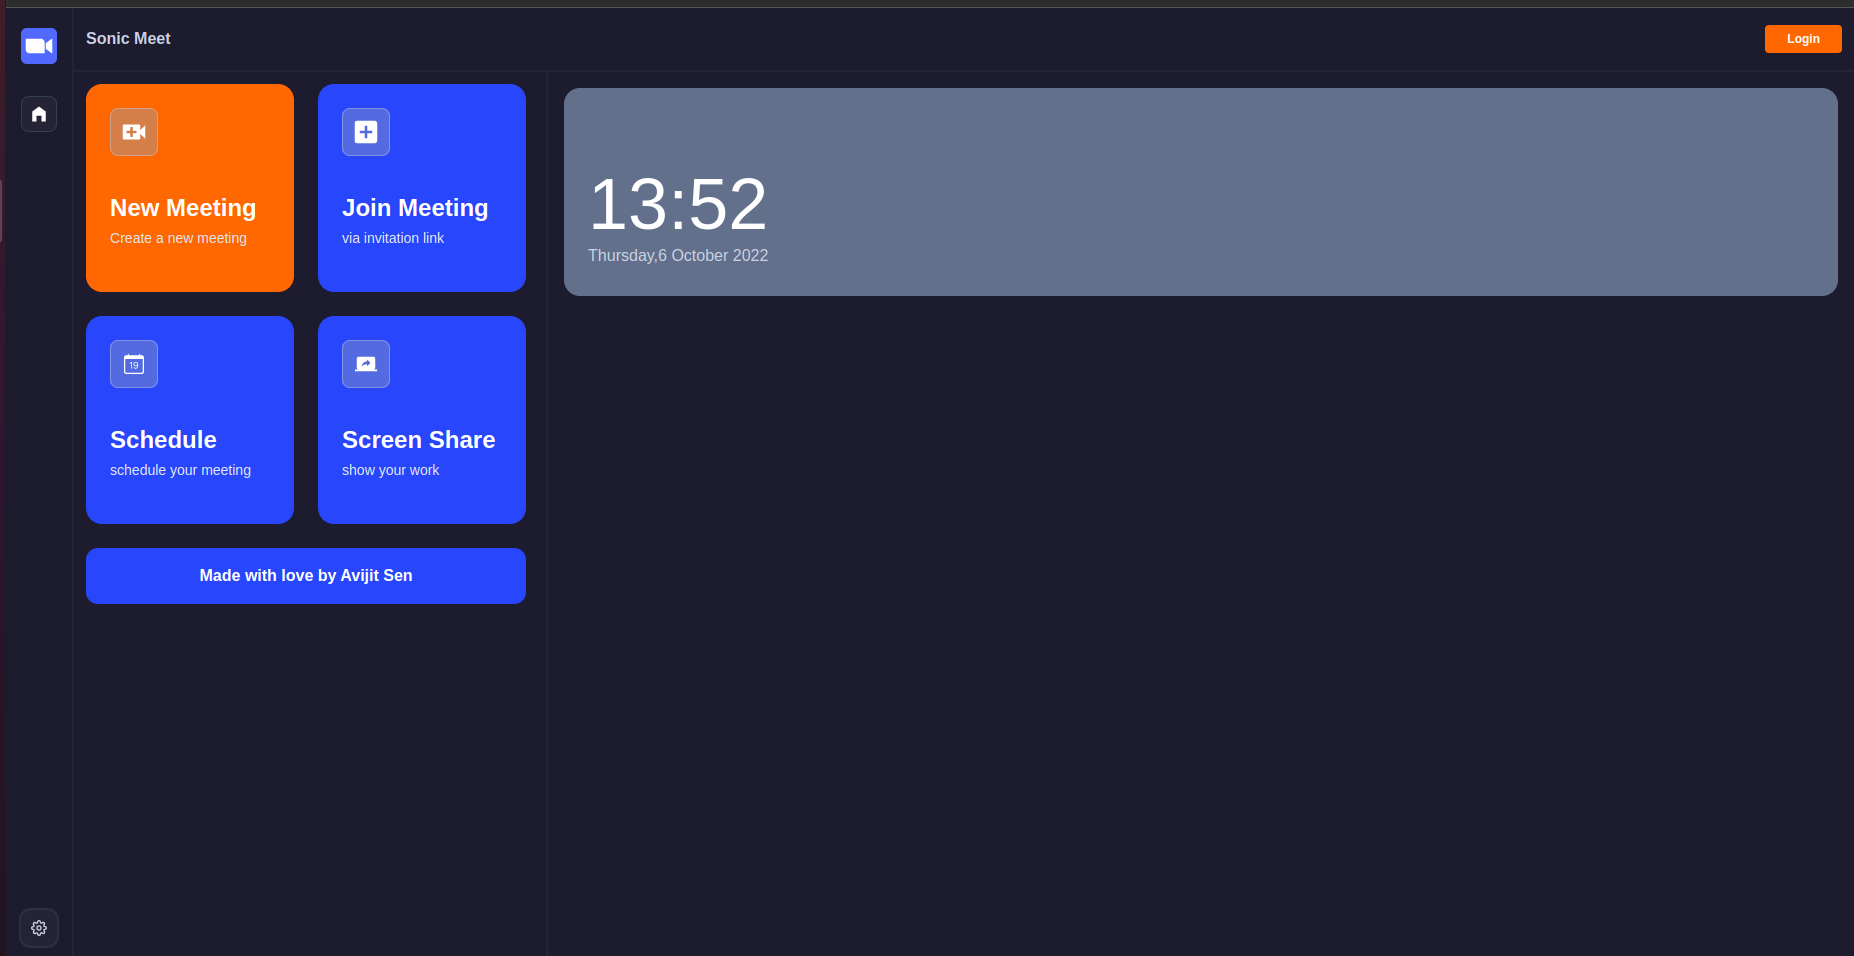 Sonic Meet
Login
New Meeting
Create a new meeting
Join Meeting
via invitation link
19
Schedule
schedule your meeting
Screen Share
show your work
Made with love by Avijit Sen
13:52
Thursday,6 October 2022